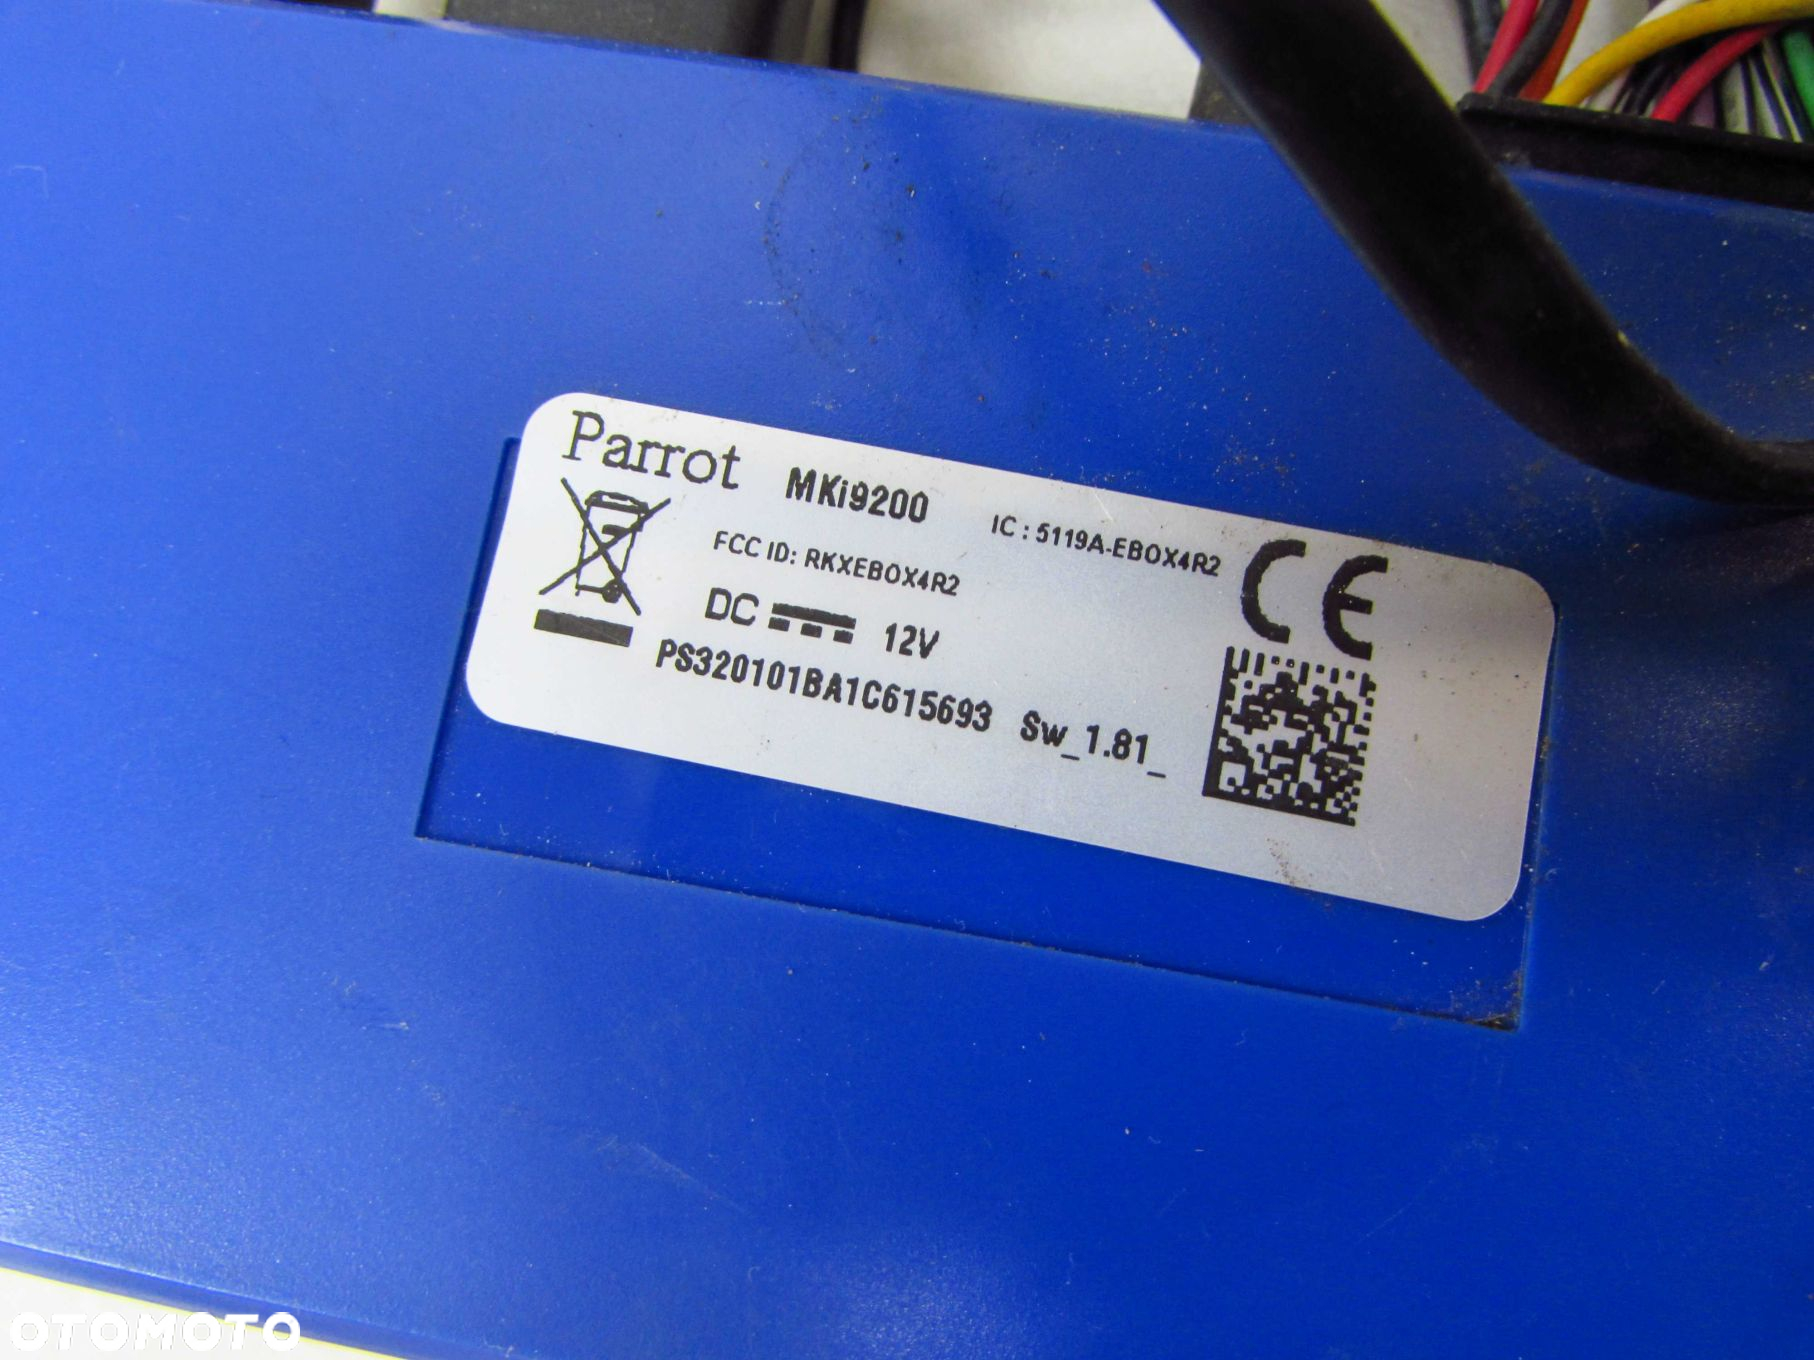 Parrot MKi9200 IC : 5119A-EBOX4R2
FCC ID: RKXEBOX4R2
DC 12V
PS320101BA1C615693 Sw_1.81_
CE
OTOMOTO